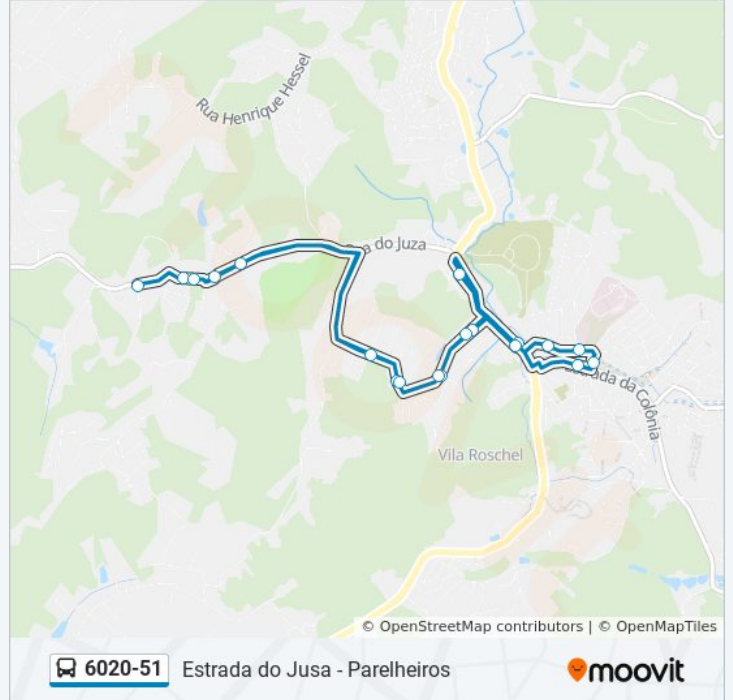 Rua Henrique Hessel
a do Juza
rada da Colônia
Vila Roschel
© OpenStreetMap contributors | © OpenMapTiles
6020-51 Estrada do Jusa - Parelheiros
moovit